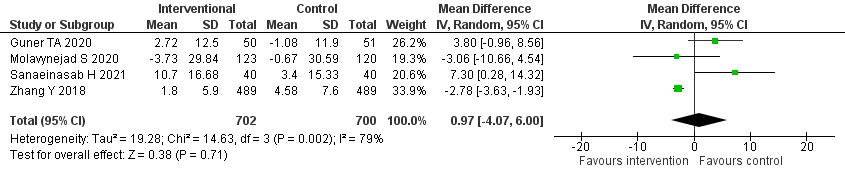 Interventional Control Mean Difference Mean Difference
Study or Subgroup Mean SD Total Mean SD Total Weight IV, Random, 95% CI IV, Random, 95% CI
Guner TA 2020 2.72 12.5 50 -1.08 11.9 51 26.2% 3.80 [-0.96, 8.56]
Molavynejad S 2020 -3.73 29.84 123 -0.67 30.59 120 19.3% -3.06 [-10.66, 4.54]
Sanaeinasab H 2021 10.7 16.68 40 3.4 15.33 40 20.6% 7.30 [0.28, 14.32]
Zhang Y 2018 1.8 5.9 489 4.58 7.6 489 33.9% -2.78 [-3.63, -1.93]
Total (95% CI) 702 700 100.0% 0.97 [-4.07, 6.00]
Heterogeneity: Tau² = 19.28; Chi² = 14.63, df = 3 (P = 0.002); I² = 79%
Test for overall effect: Z = 0.38 (P = 0.71)
-20 -10 0 10 20
Favours intervention Favours control